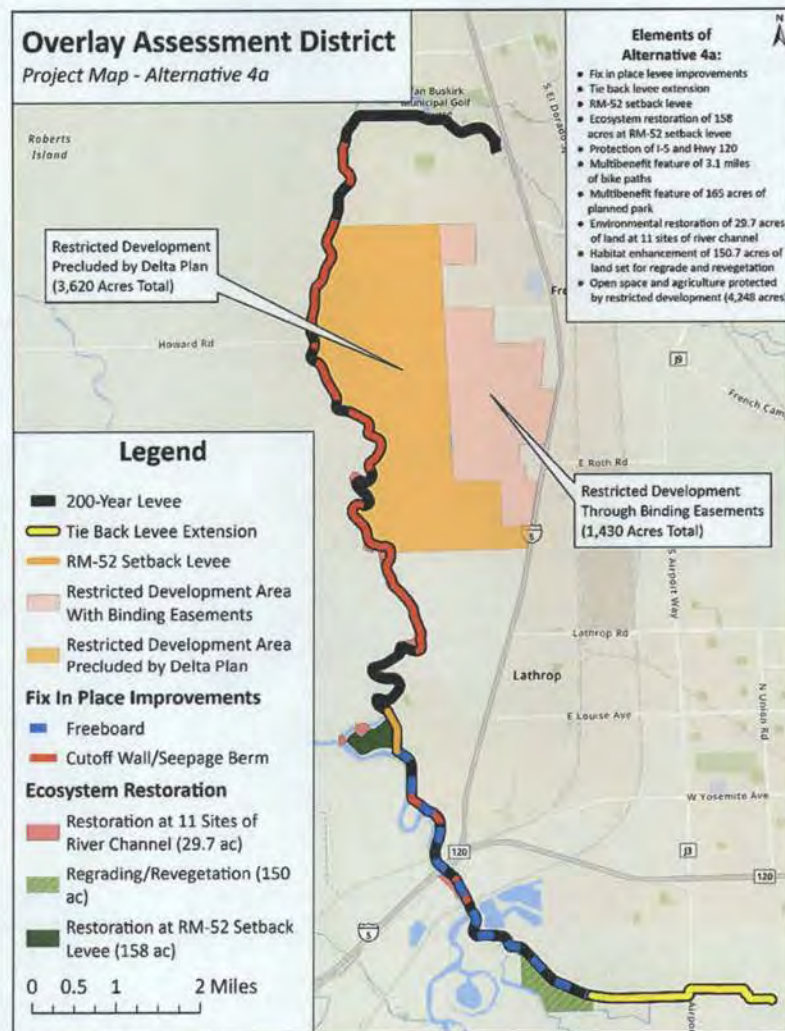 Overlay Assessment District
Project Map - Alternative 4a
N
Elements of
Alternative 4a:
• Fix in place levee improvements
• Tie back levee extension
• RM-52 setback levee
• Ecosystem restoration of 158
acres at RM-52 setback levee
• Protection of I-5 and Hwy 120
• Multibenefit feature of 3.1 miles
of bike paths
• Multibenefit feature of 165 acres of
planned park
• Environmental restoration of 29.7 acres
of land at 11 sites of river channel
• Habitat enhancement of 150.7 acres of
land set for regrade and revegetation
• Open space and agriculture protected
by restricted development (4,248 acres)
an Buskirk
Municipal Golf
S El Dorado
Roberts
Island
Restricted Development
Precluded by Delta Plan
(3,620 Acres Total)
Fre
Howard Rd
J9
French Camp
E Roth Rd
Restricted Development
Through Binding Easements
(1,430 Acres Total)
5
S Airport Way
Lathrop Rd
Lathrop
E Louise Ave
N Union Rd
W Yosemite Ave
120
J3
120
5
Airpor
Legend
200-Year Levee
Tie Back Levee Extension
RM-52 Setback Levee
Restricted Development Area
With Binding Easements
Restricted Development Area
Precluded by Delta Plan
Fix In Place Improvements
Freeboard
Cutoff Wall/Seepage Berm
Ecosystem Restoration
Restoration at 11 Sites of
River Channel (29.7 ac)
Regrading/Revegetation (150
ac)
Restoration at RM-52 Setback
Levee (158 ac)
0 0.5 1 2 Miles